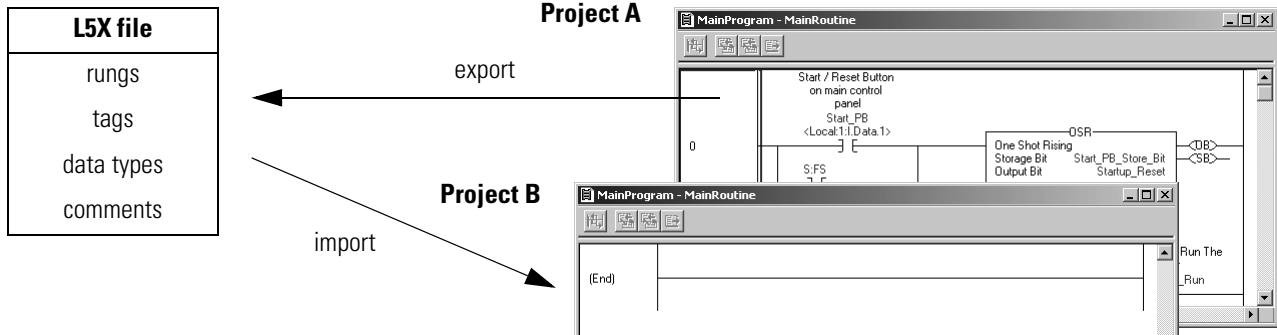 L5X file
rungs
tags
data types
comments
export
import
Project A
MainProgram - MainRoutine
Start / Reset Button
on main control
panel
Start_PB
<Local:1:I.Data.1>
0
S:FS
OSR
One Shot Rising
Storage Bit Start_PB_Store_Bit
Output Bit Startup_Reset
OB
SB
Run The
_Run
Project B
MainProgram - MainRoutine
(End)